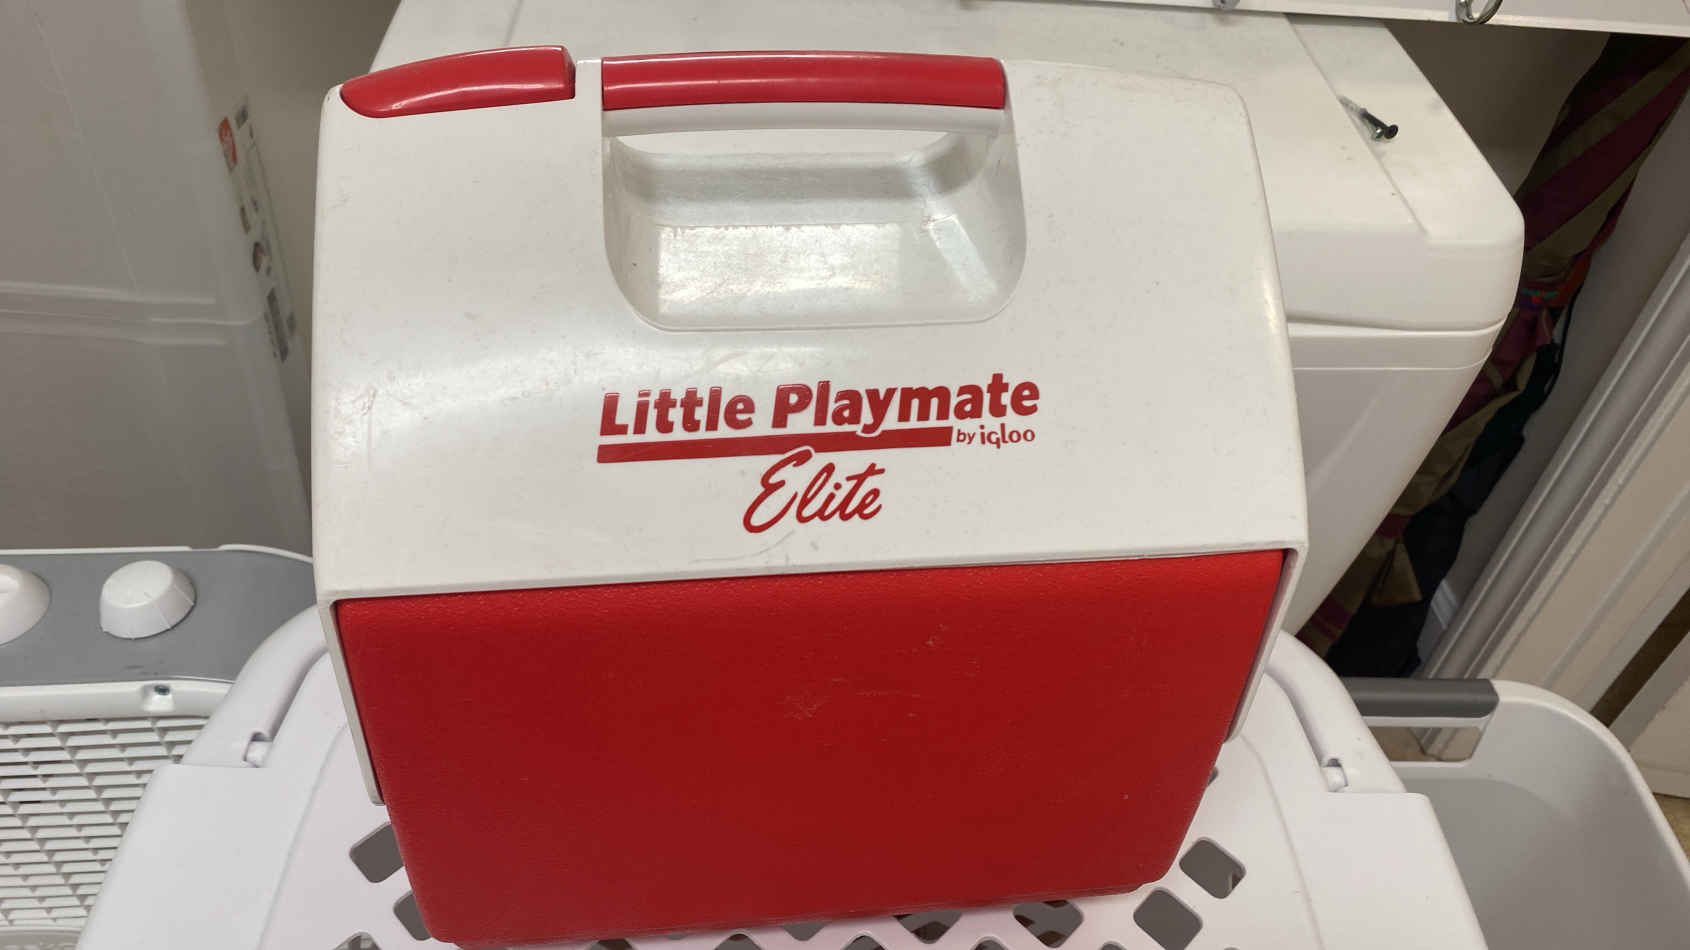 Little Playmate
by igloo
Elite